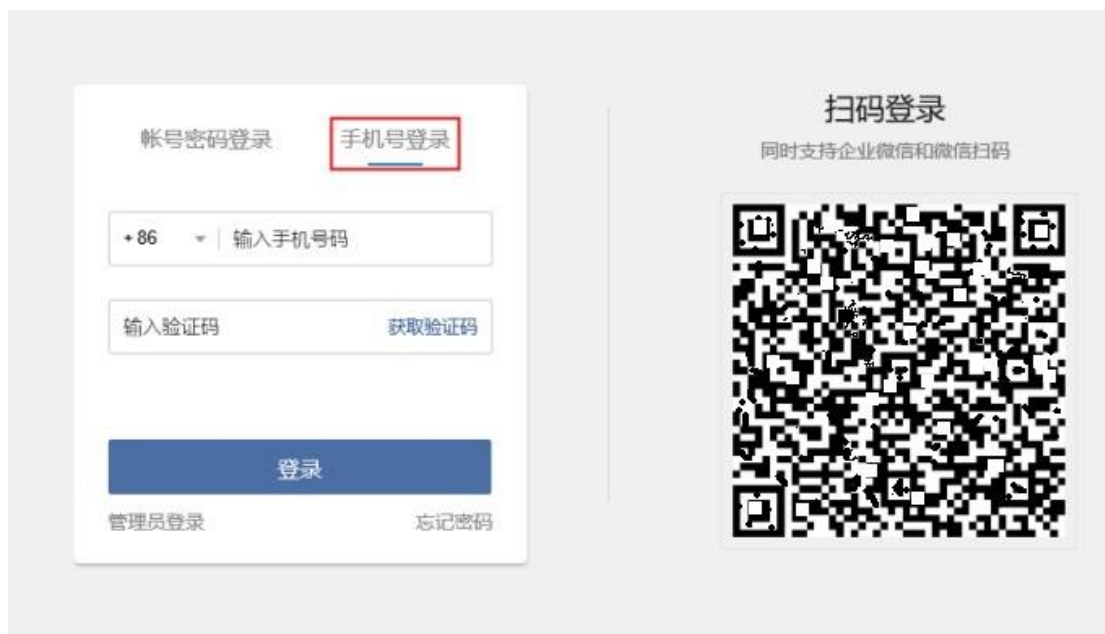 帐号密码登录
手机号登录
+86
输入手机号码
输入验证码
获取验证码
登录
管理员登录
忘记密码
扫码登录
同时支持企业微信和微信扫码